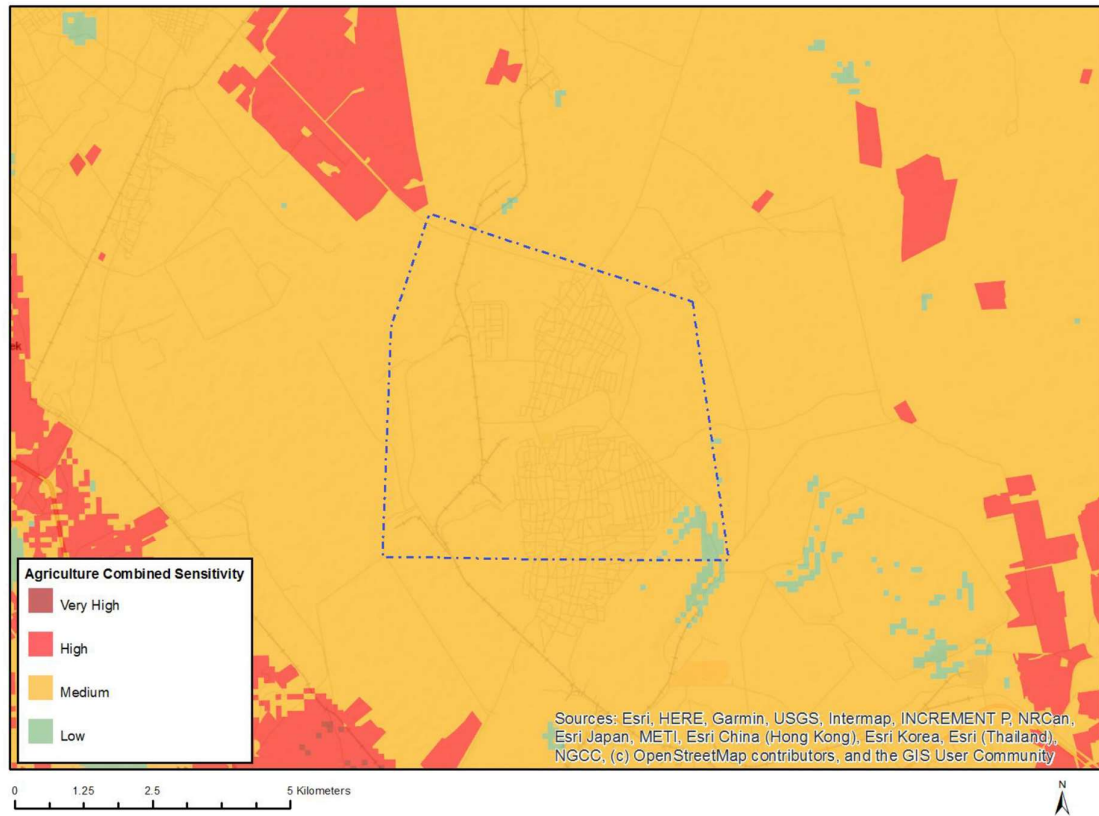 ek
Agriculture Combined Sensitivity
Very High
High
Medium
Low
Sources: Esri, HERE, Garmin, USGS, Intermap, INCREMENT P, NRCan,
Esri Japan, METI, Esri China (Hong Kong), Esri Korea, Esri (Thailand),
NGCC, (c) OpenStreetMap contributors, and the GIS User Community
0 1.25 2.5 5 Kilometers
N